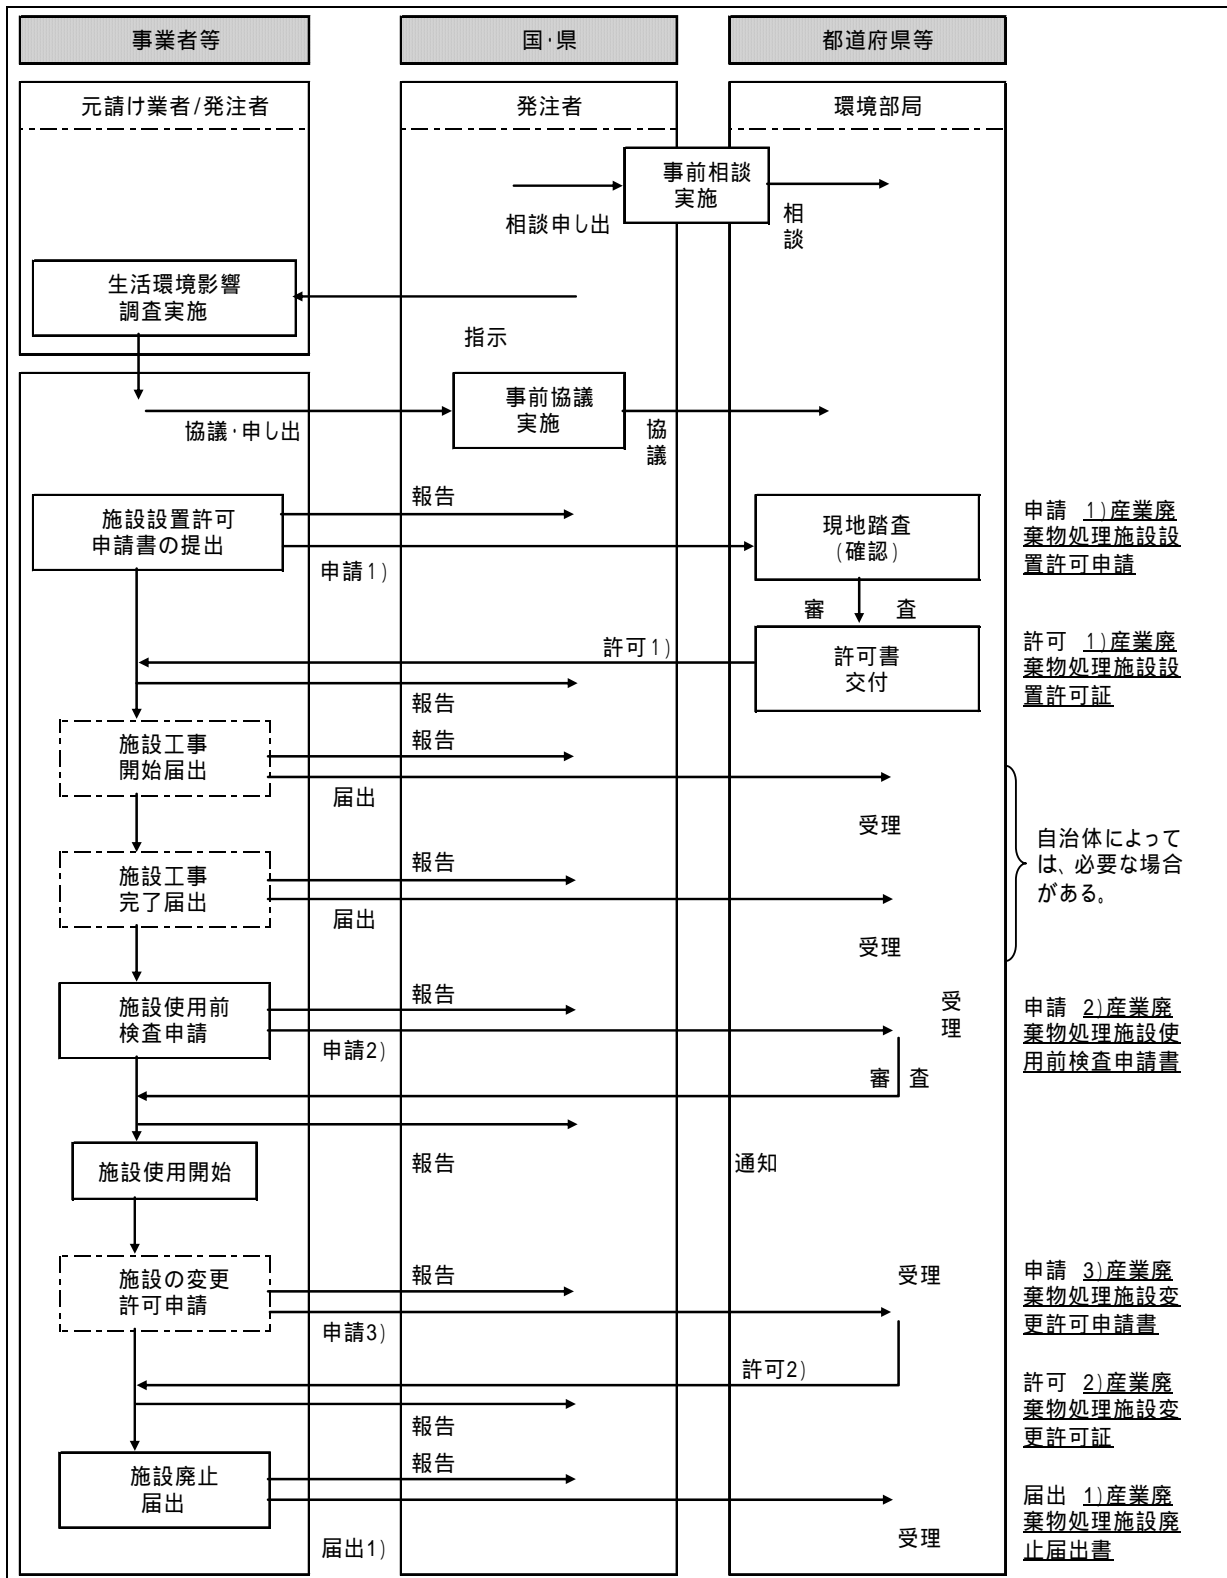 事業者等
国・県
都道府県等
元請け業者/発注者
発注者
環境部局
事前相談
実施
相談申し出
相
談
生活環境影響
調査実施
指示
事前協議
実施
協議・申し出
協
議
施設設置許可
申請書の提出
報告
申請1)
現地踏査
(確認)
審 査
申請 1)産業廃
棄物処理施設設
置許可申請
許可1)
許可書
交付
許可 1)産業廃
棄物処理施設設
置許可証
報告
施設工事
開始届出
報告
届出
受理
自治体によって
は、必要な場合
がある。
施設工事
完了届出
報告
届出
受理
施設使用前
検査申請
報告
申請2)
受
理
審 査
申請 2)産業廃
棄物処理施設使
用前検査申請書
施設使用開始
報告
通知
施設の変更
許可申請
報告
申請3)
受理
申請 3)産業廃
棄物処理施設変
更許可申請書
許可2)
報告
許可 2)産業廃
棄物処理施設変
更許可証
施設廃止
届出
報告
届出1)
受理
届出 1)産業廃
棄物処理施設廃
止届出書